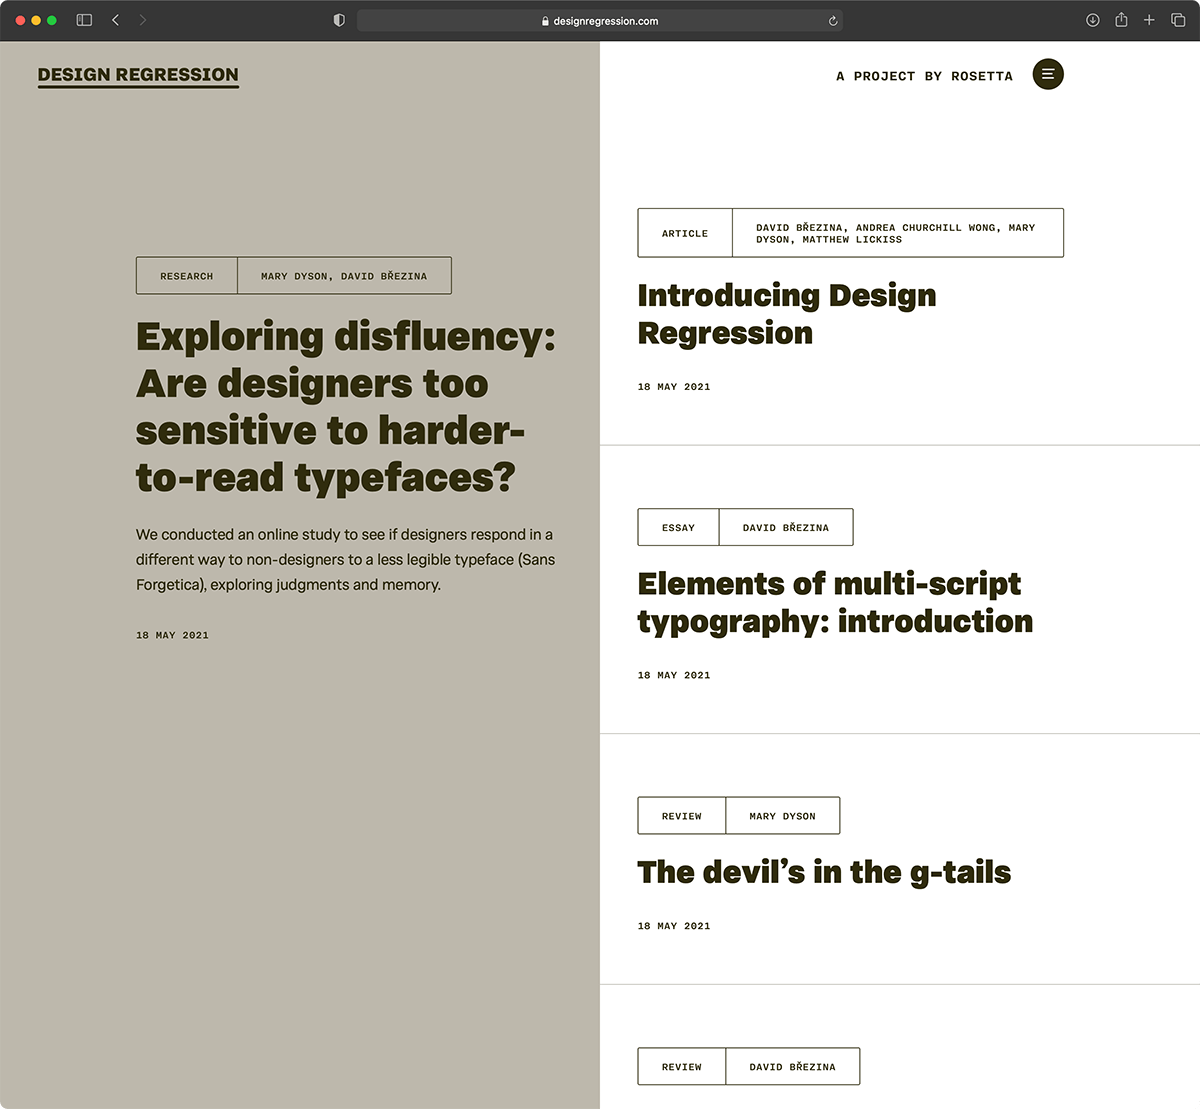 designregression.com
DESIGN REGRESSION
A PROJECT BY ROSETTA
RESEARCH
MARY DYSON, DAVID BŘEZINA
Exploring disfluency:
Are designers too
sensitive to harder-
to-read typefaces?
We conducted an online study to see if designers respond in a
different way to non-designers to a less legible typeface (Sans
Forgetica), exploring judgments and memory.
18 MAY 2021
ARTICLE
DAVID BŘEZINA, ANDREA CHURCHILL WONG, MARY
DYSON, MATTHEW LICKISS
Introducing Design
Regression
18 MAY 2021
ESSAY
DAVID BŘEZINA
Elements of multi-script
typography: introduction
18 MAY 2021
REVIEW
MARY DYSON
The devil’s in the g-tails
18 MAY 2021
REVIEW
DAVID BŘEZINA